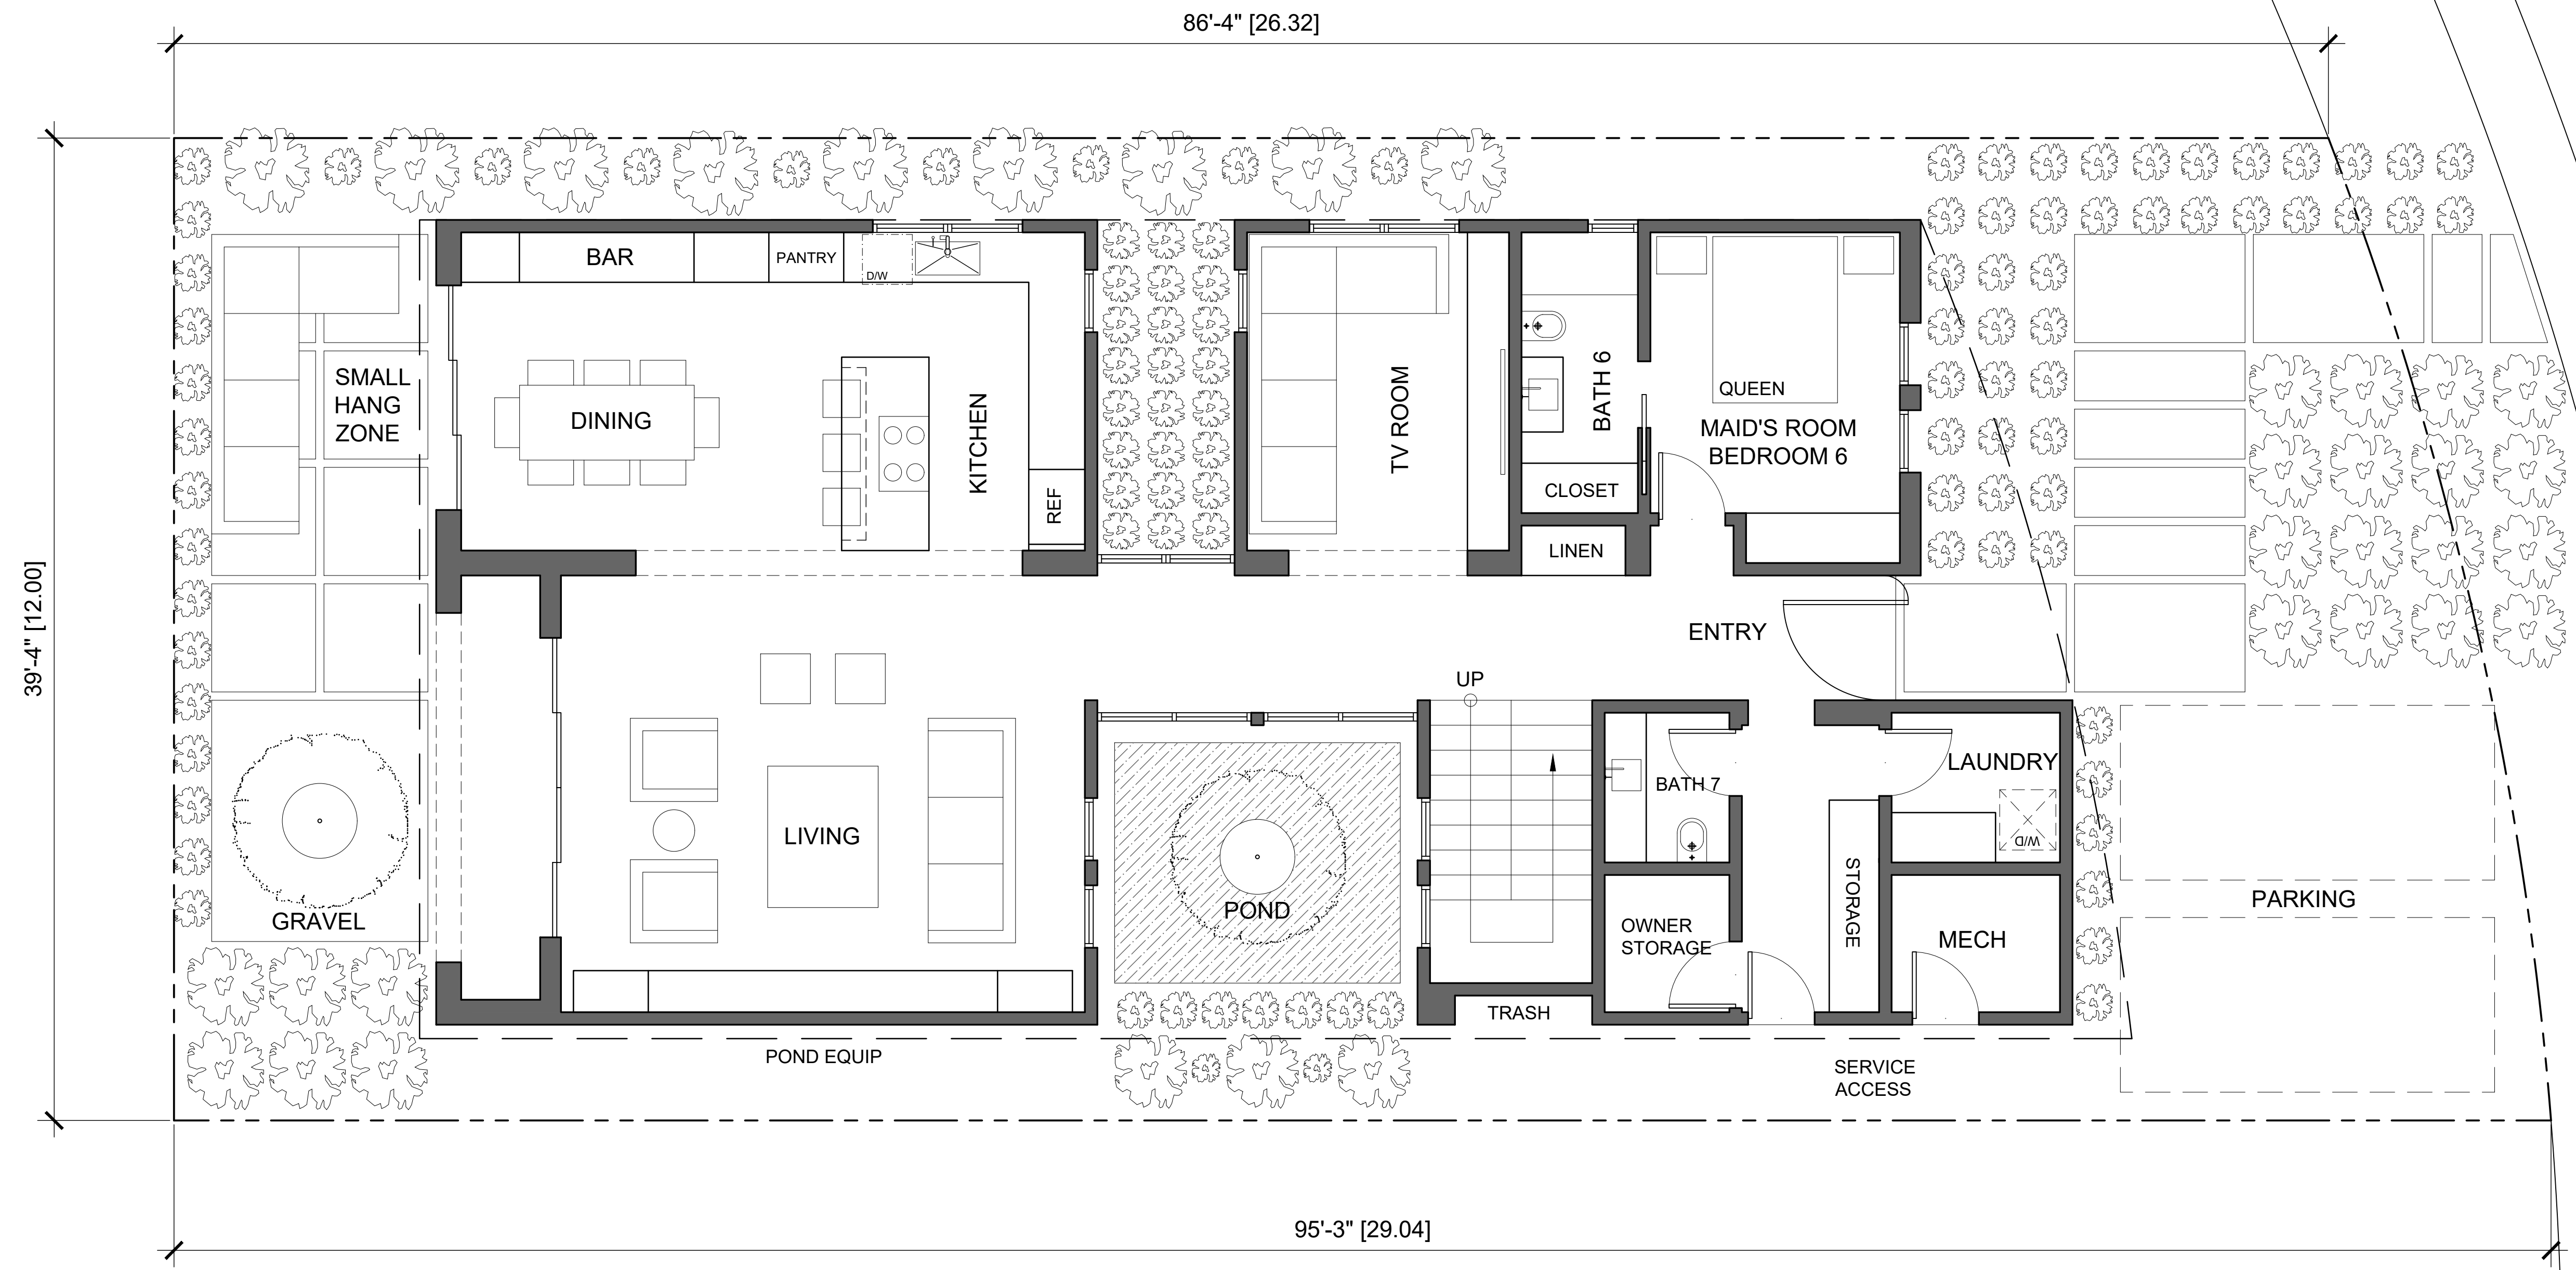 86'-4" [26.32]
BAR
PANTRY
D/W
SMALL
HANG
ZONE
DINING
KITCHEN
REF
TV ROOM
BATH 6
CLOSET
LINEN
QUEEN
MAID'S ROOM
BEDROOM 6
39'-4" [12.00]
ENTRY
UP
LAUNDRY
BATH 7
W/D
LIVING
GRAVEL
POND
OWNER
STORAGE
STORAGE
MECH
PARKING
TRASH
POND EQUIP
SERVICE
ACCESS
95'-3" [29.04]